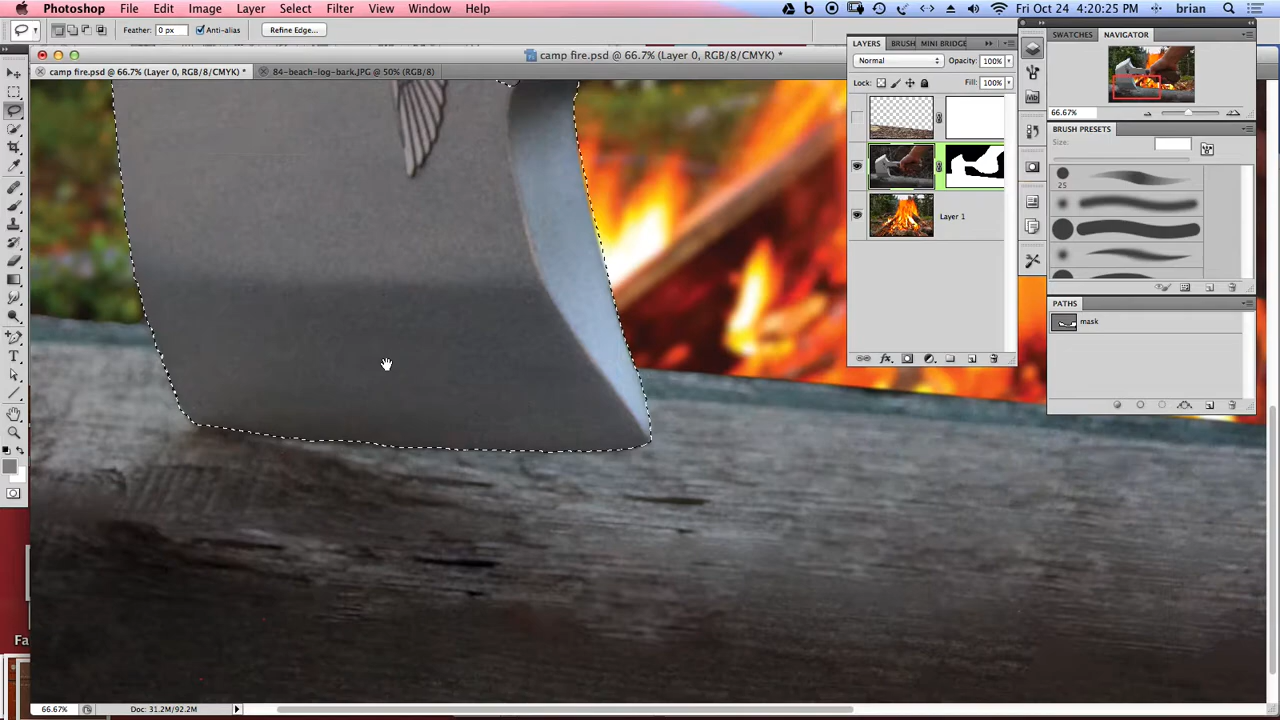 Photoshop File Edit Image Layer Select Filter View Window Help Fri Oct 24 4:20:25 PM brian
Feather: 0 px Anti-alias Refine Edge...
camp fire.psd @ 66.7% (Layer 0, RGB/8/CMYK) *
camp fire.psd @ 66.7% (Layer 0, RGB/8/CMYK) * 84-beach-log-bark.JPG @ 50% (RGB/8)
LAYERS BRUSH MINI BRIDGE
Normal Opacity: 100%
Lock: Fill: 100%
Layer 1
SWATCHES NAVIGATOR
66.67%
BRUSH PRESETS
Size:
25
PATHS
mask
Fa
66.67% Doc: 31.2M/92.2M